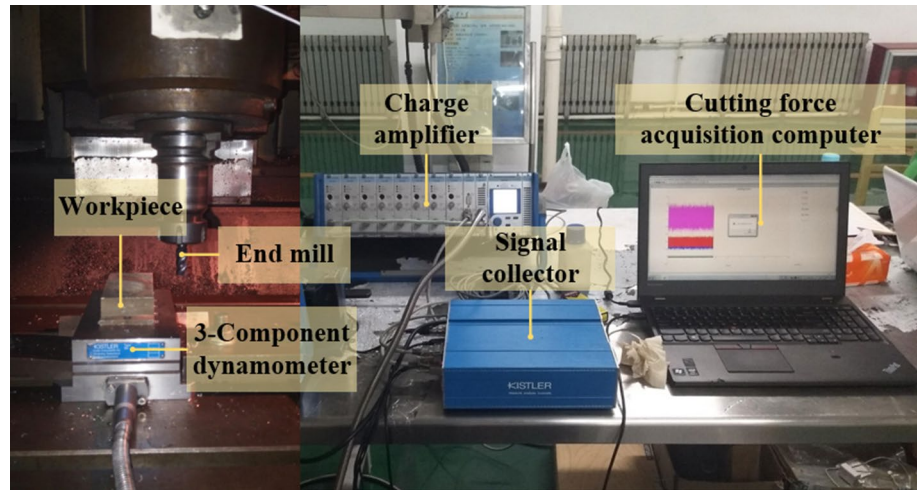 Charge
amplifier
Cutting force
acquisition computer
Workpiece
End mill
Signal
collector
3-Component
dynamometer
KISTLER
KISTLER